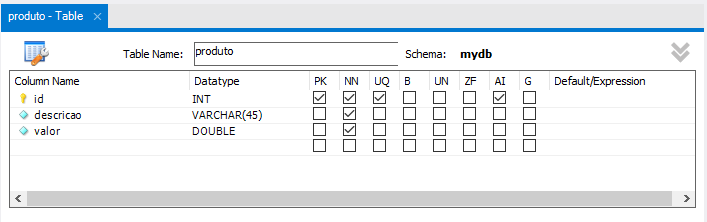 produto - Table ×
Table Name: produto Schema: mydb
Column Name Datatype PK NN UQ B UN ZF AI G Default/Expression
id INT
descricao VARCHAR(45)
valor DOUBLE